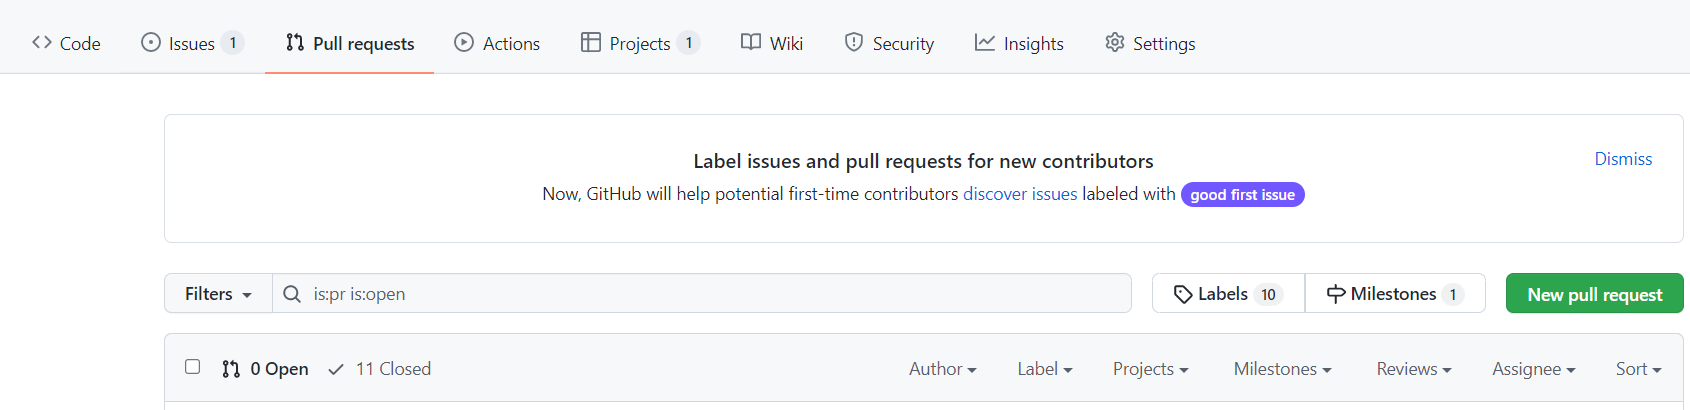 Code Issues 1 Pull requests Actions Projects 1 Wiki Security Insights Settings
Label issues and pull requests for new contributors
Dismiss
Now, GitHub will help potential first-time contributors discover issues labeled with good first issue
Filters is:pr is:open Labels 10 Milestones 1 New pull request
0 Open 11 Closed Author Label Projects Milestones Reviews Assignee Sort